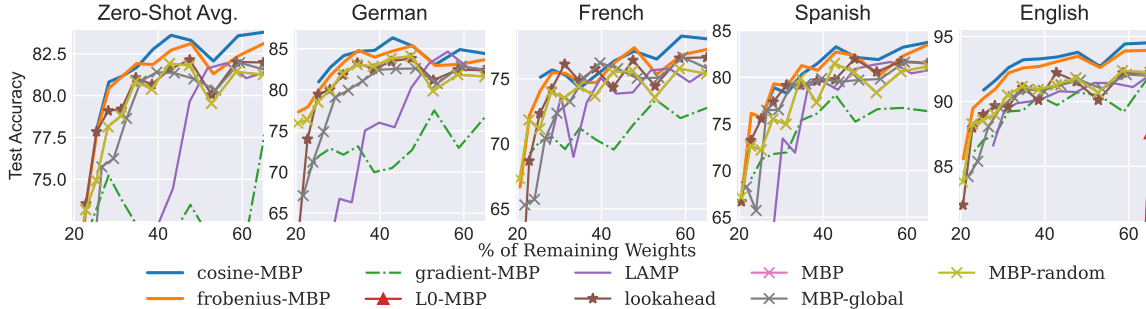 Zero-Shot Avg. German French Spanish English
Test Accuracy
82.5 80.0 77.5 75.0
85 80 75 70 65
75 70 65
85 80 75 70 65
95 90 85
20 40 60 20 40 60 20 40 60 20 40 60 20 40 60
% of Remaining Weights
cosine-MBP gradient-MBP LAMP MBP MBP-random
frobenius-MBP L0-MBP lookahead MBP-global